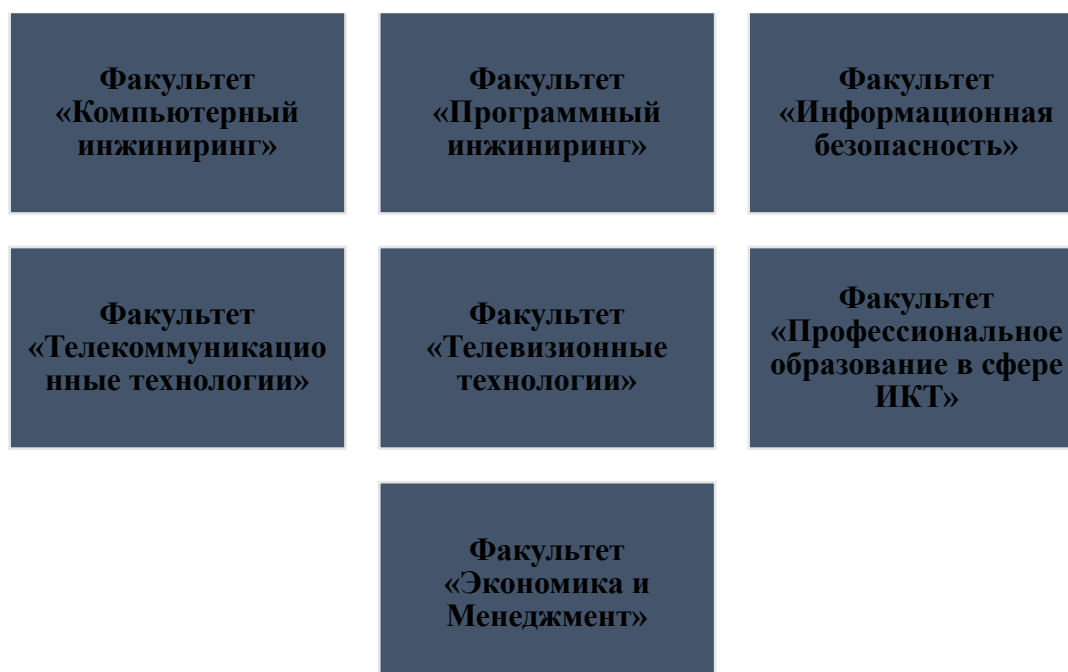 Факультет
«Компьютерный
инжиниринг»
Факультет
«Программный
инжиниринг»
Факультет
«Информационная
безопасность»
Факультет
«Телекоммуникацио
нные технологии»
Факультет
«Телевизионные
технологии»
Факультет
«Профессиональное
образование в сфере
ИКТ»
Факультет
«Экономика и
Менеджмент»